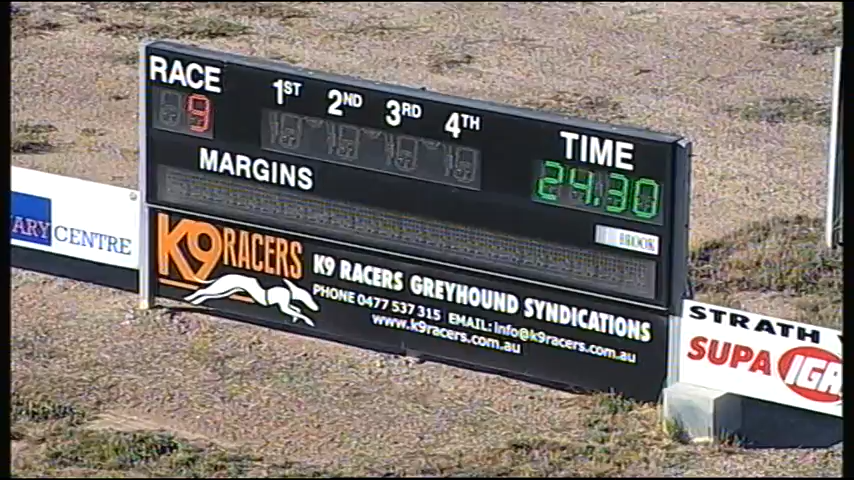 RACE
1ST 2ND 3RD 4TH
TIME
9
24.30
MARGINS
BROOK
K9 RACERS
K9 RACERS GREYHOUND SYNDICATIONS
PHONE 0477 537 315 EMAIL: info@k9racers.com.au
www.k9racers.com.au
ARY CENTRE
STRATH
SUPA IGA